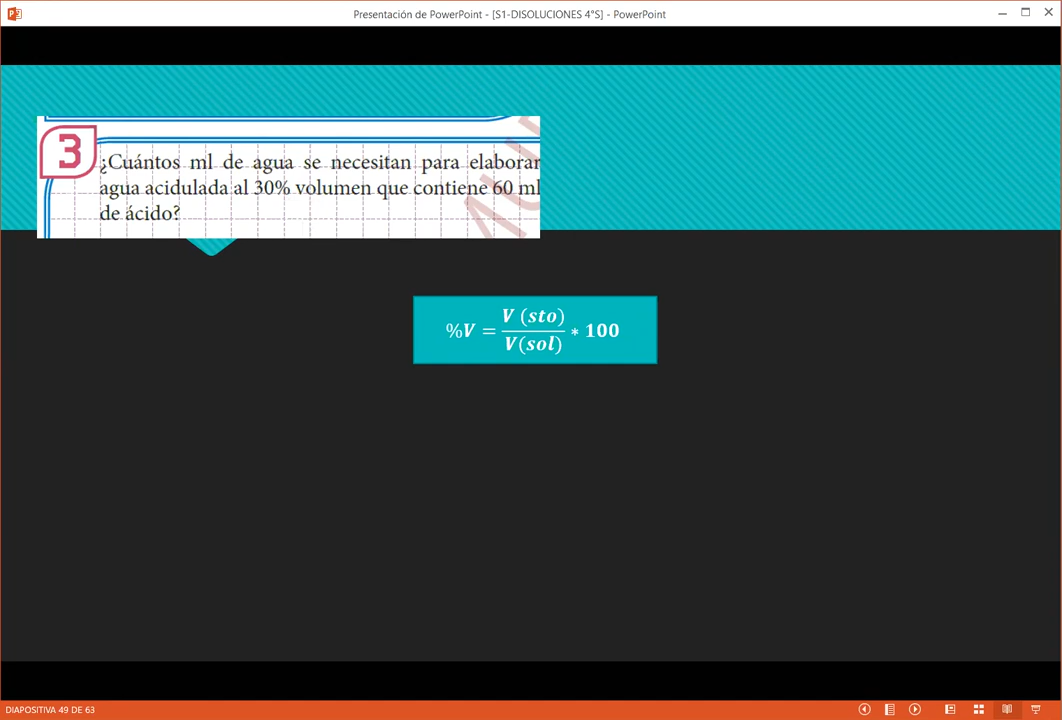 Presentación de PowerPoint - [S1-DISOLUCIONES 4°S] - PowerPoint
3
¿Cuántos ml de agua se necesitan para elaborar
agua acidulada al 30% volumen que contiene 60 ml
de ácido?
%V = V (sto) / V(sol) * 100
DIAPOSITIVA 49 DE 63